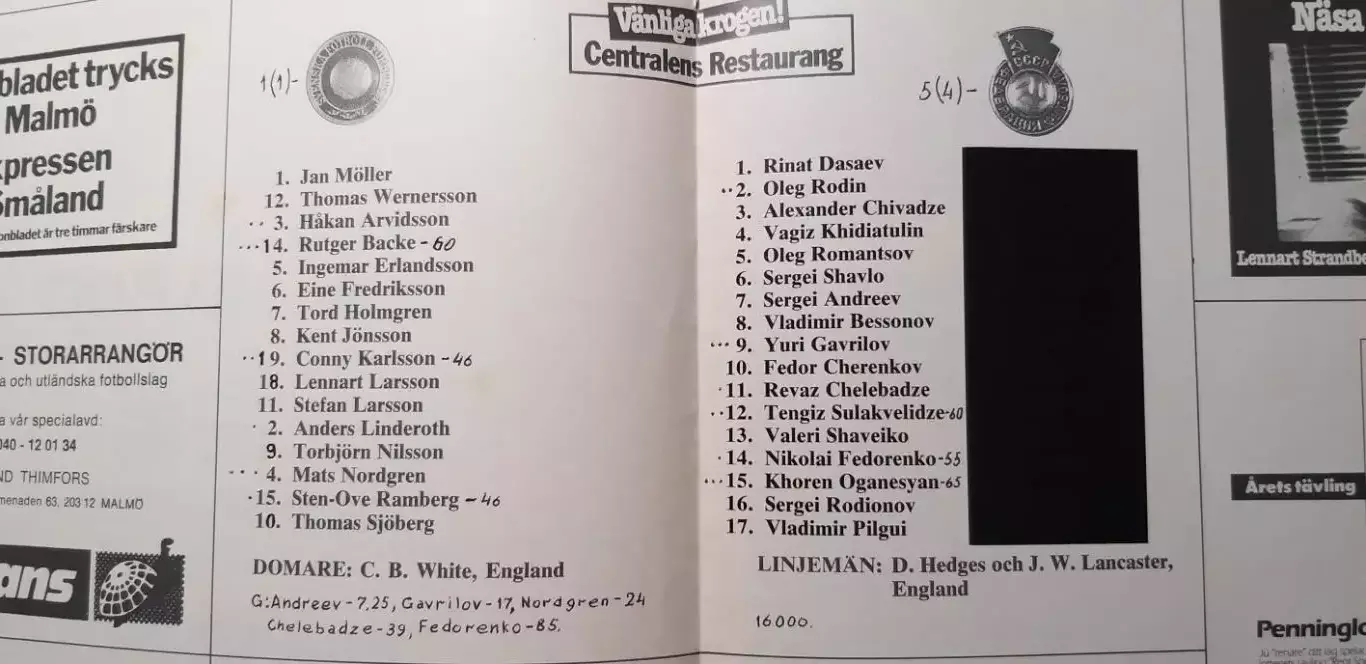 Vänliga krogen!
Centralens Restaurang
Näsa
bladet trycks
Malmö
pressen
Småland
onbladet är tre timmar färskare
1(1)-
SVENSKA FOTBOLL
5(4)-
СССР
1. Jan Möller
12. Thomas Wernersson
.. 3. Håkan Arvidsson
...14. Rutger Backe - 60
5. Ingemar Erlandsson
6. Eine Fredriksson
7. Tord Holmgren
8. Kent Jönsson
..19. Conny Karlsson - 46
18. Lennart Larsson
11. Stefan Larsson
. 2. Anders Linderoth
9. Torbjörn Nilsson
... 4. Mats Nordgren
.15. Sten-Ove Ramberg - 46
10. Thomas Sjöberg
DOMARE: C. B. White, England
G: Andreev-7.25, Gavrilov-17, Nordgren-24
Chelebadze-39, Fedorenko-85.
1. Rinat Dasaev
..2. Oleg Rodin
3. Alexander Chivadze
4. Vagiz Khidiatulin
5. Oleg Romantsov
6. Sergei Shavlo
7. Sergei Andreev
8. Vladimir Bessonov
... 9. Yuri Gavrilov
10. Fedor Cherenkov
.11. Revaz Chelebadze
..12. Tengiz Sulakvelidze-60
13. Valeri Shaveiko
.14. Nikolai Fedorenko-55
...15. Khoren Oganesyan-65
16. Sergei Rodionov
17. Vladimir Pilgui
LINJEMÄN: D. Hedges och J. W. Lancaster,
England
16000.
- STORARRANGÖR
a och utländska fotbollslag
a vår specialavd:
040 - 12 01 34
ND THIMFORS
menaden 63, 203 12 MALMÖ
ans
Lennart Strandbe
Årets tävling
Penninglo